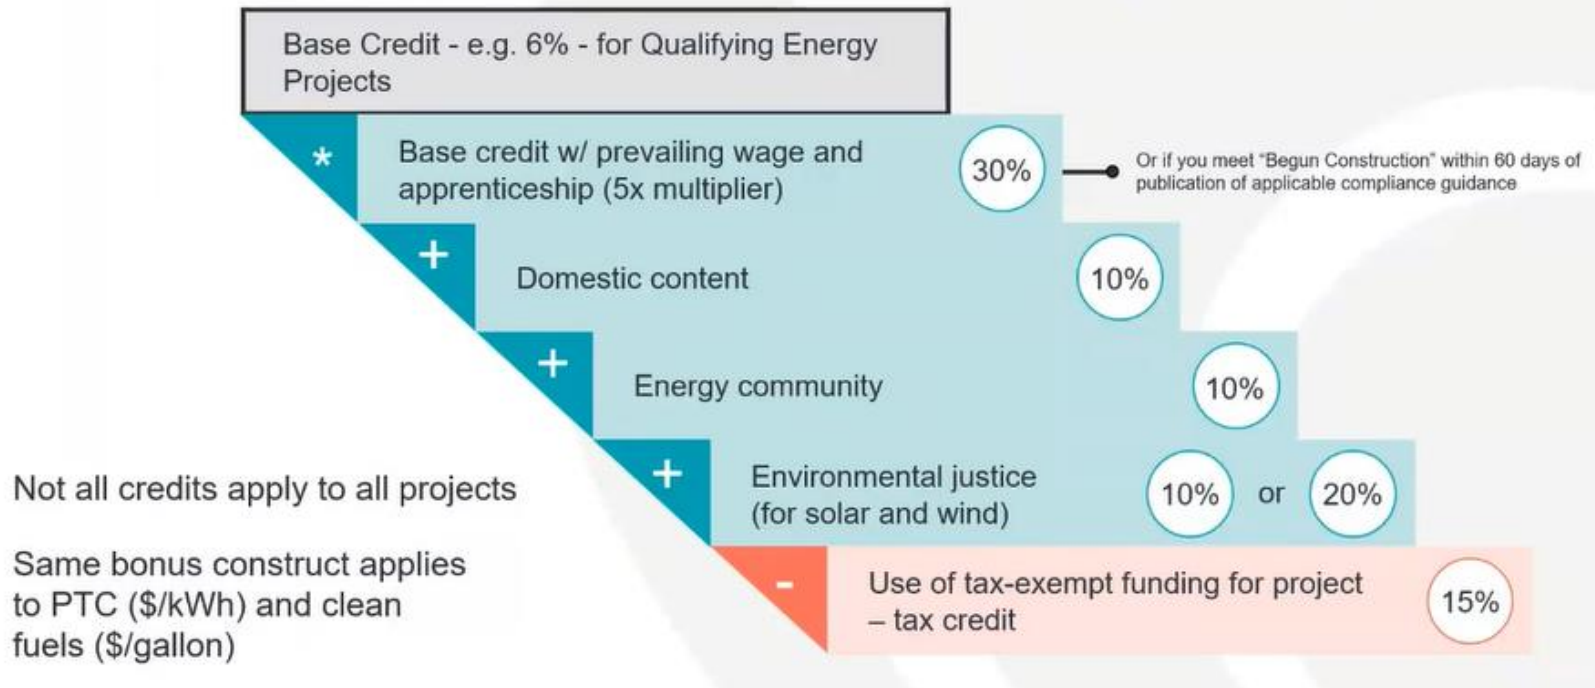 Base Credit - e.g. 6% - for Qualifying Energy
Projects
*
Base credit w/ prevailing wage and
apprenticeship (5x multiplier)
30%
Or if you meet "Begun Construction" within 60 days of
publication of applicable compliance guidance
+
Domestic content
10%
+
Energy community
10%
+
Environmental justice
(for solar and wind)
10% or 20%
-
Use of tax-exempt funding for project
– tax credit
15%
Not all credits apply to all projects
Same bonus construct applies
to PTC ($/kWh) and clean
fuels ($/gallon)